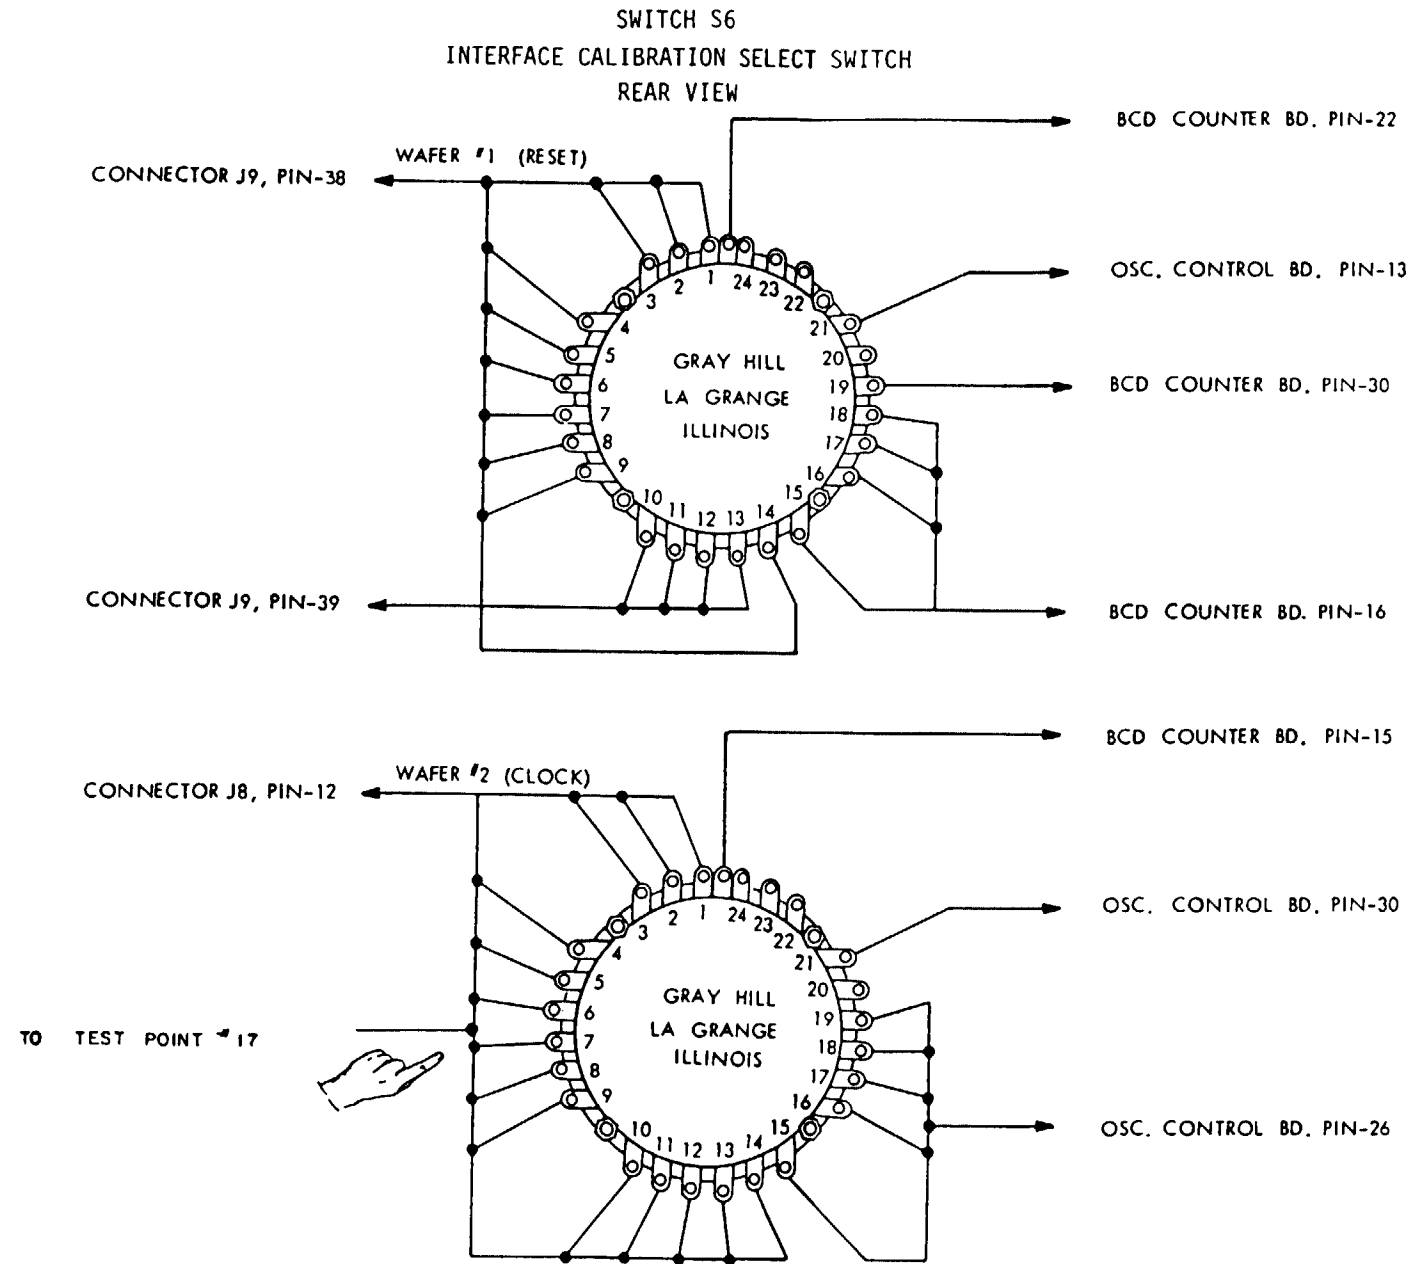 SWITCH S6
INTERFACE CALIBRATION SELECT SWITCH
REAR VIEW
BCD COUNTER BD. PIN-22
WAFER #1 (RESET)
CONNECTOR J9, PIN-38
OSC. CONTROL BD. PIN-13
BCD COUNTER BD. PIN-30
1
2
3
4
5
6
7
8
9
10
11
12
13
14
15
16
17
18
19
20
21
22
23
24
GRAY HILL
LA GRANGE
ILLINOIS
CONNECTOR J9, PIN-39
BCD COUNTER BD. PIN-16
BCD COUNTER BD. PIN-15
WAFER #2 (CLOCK)
CONNECTOR J8, PIN-12
OSC. CONTROL BD. PIN-30
1
2
3
4
5
6
7
8
9
10
11
12
13
14
15
16
17
18
19
20
21
22
23
24
GRAY HILL
LA GRANGE
ILLINOIS
TO TEST POINT #17
OSC. CONTROL BD. PIN-26